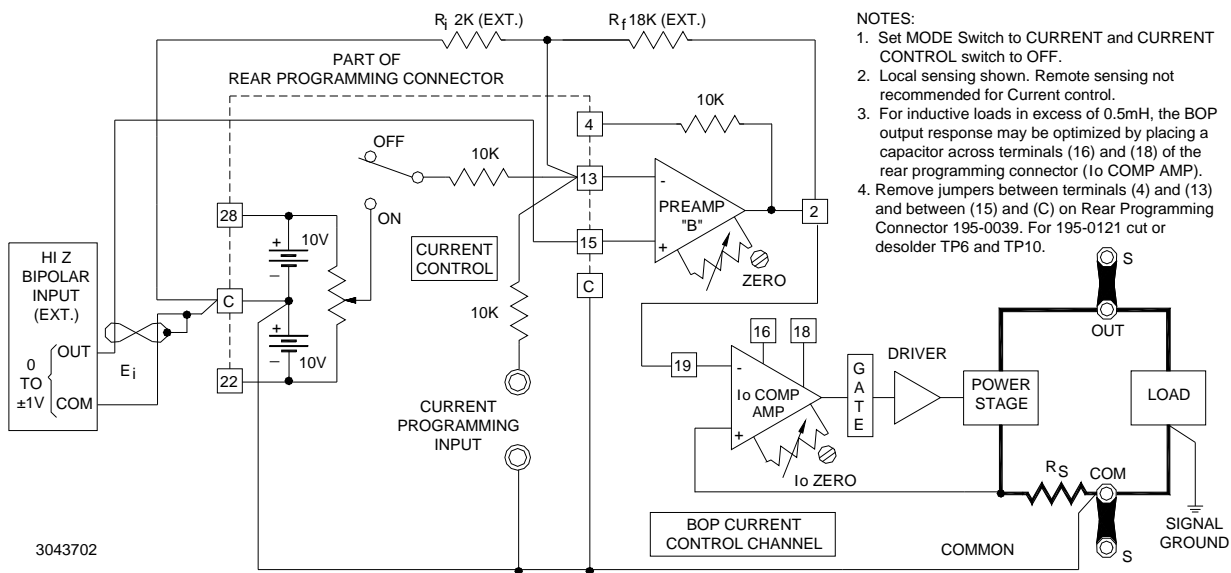 Ri 2K (EXT.)
Rf 18K (EXT.)
PART OF
REAR PROGRAMMING CONNECTOR
NOTES:
1. Set MODE Switch to CURRENT and CURRENT
CONTROL switch to OFF.
2. Local sensing shown. Remote sensing not
recommended for Current control.
3. For inductive loads in excess of 0.5mH, the BOP
output response may be optimized by placing a
capacitor across terminals (16) and (18) of the
rear programming connector (Io COMP AMP).
4. Remove jumpers between terminals (4) and (13)
and between (15) and (C) on Rear Programming
Connector 195-0039. For 195-0121 cut or
desolder TP6 and TP10.
4
10K
OFF
10K
13
-
PREAMP
"B"
2
ON
28
10V
+
–
CURRENT
CONTROL
15
+
ZERO
C
HI Z
BIPOLAR
INPUT
(EXT.)
OUT
0
TO
±1V
COM
Ei
C
+
–
10V
22
10K
CURRENT
PROGRAMMING
INPUT
19
16
18
-
Io COMP
AMP
+
Io ZERO
GATE
DRIVER
POWER
STAGE
S
OUT
LOAD
RS
COM
S
SIGNAL
GROUND
BOP CURRENT
CONTROL CHANNEL
COMMON
3043702